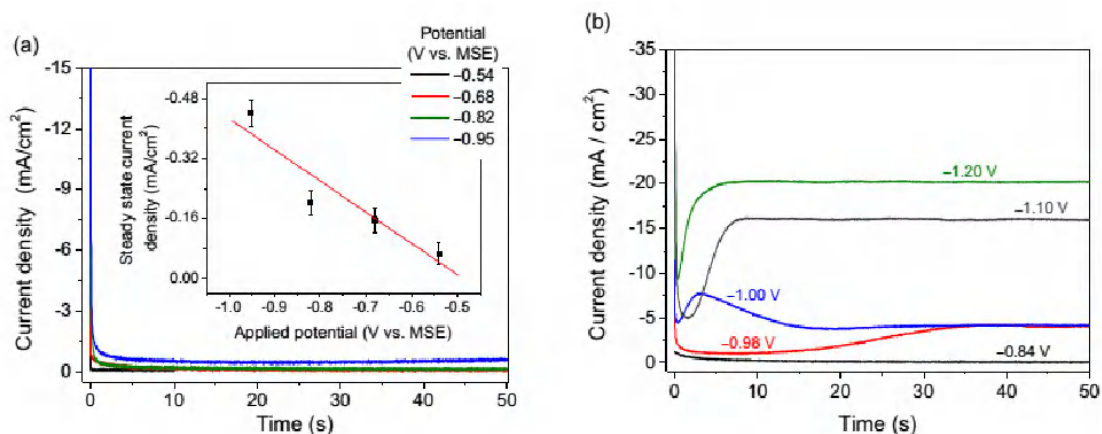 (a)
Potential
(V vs. MSE)
−0.54
−0.68
−0.82
−0.95
-15
-12
-9
-6
-3
0
Current density (mA/cm²)
0
10
20
30
40
50
Time (s)
-0.48
-0.32
-0.16
0.00
Steady state current
density (mA/cm²)
-1.0
-0.9
-0.8
-0.7
-0.6
-0.5
Applied potential (V vs. MSE)
(b)
-35
-30
-25
-20
-15
-10
-5
0
Current density (mA / cm²)
−1.20 V
−1.10 V
−1.00 V
−0.98 V
−0.84 V
0
10
20
30
40
50
Time (s)